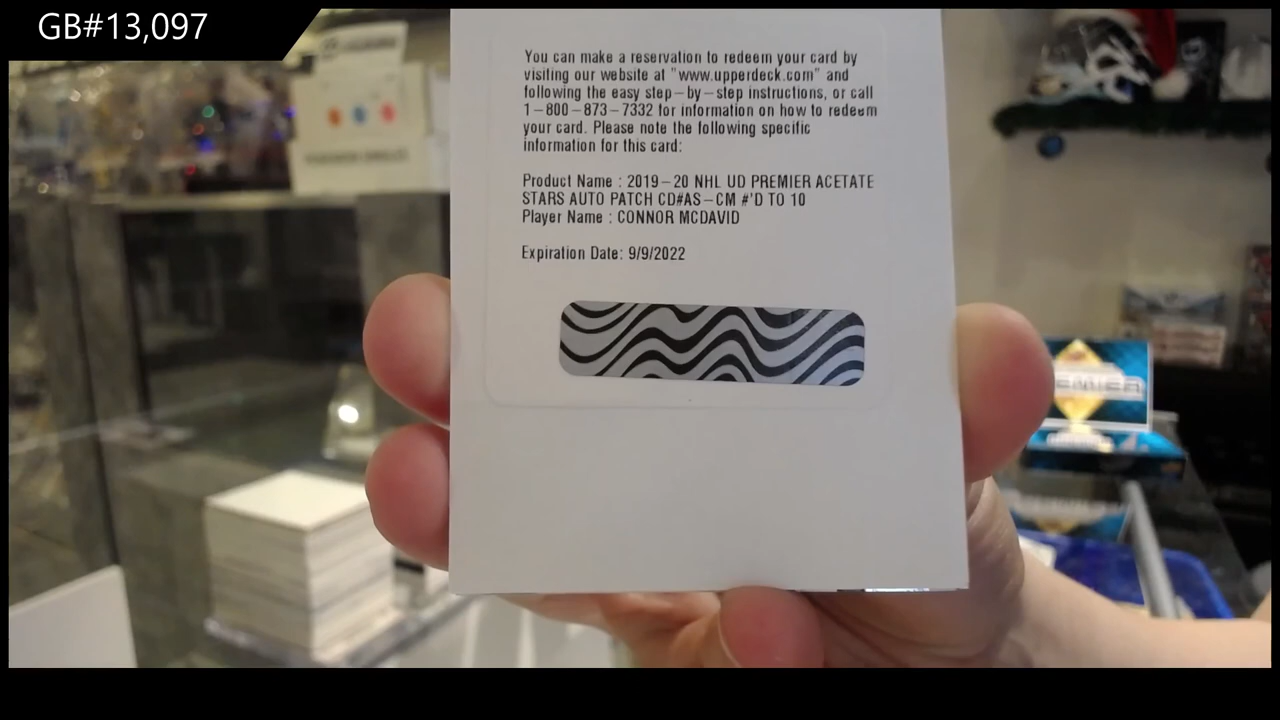 GB#13,097
You can make a reservation to redeem your card by
visiting our website at "www.upperdeck.com" and
following the easy step-by-step instructions, or call
1-800-873-7332 for information on how to redeem
your card. Please note the following specific
information for this card:
Product Name : 2019-20 NHL UD PREMIER ACETATE
STARS AUTO PATCH CD#AS-CM #'D TO 10
Player Name : CONNOR MCDAVID
Expiration Date: 9/9/2022